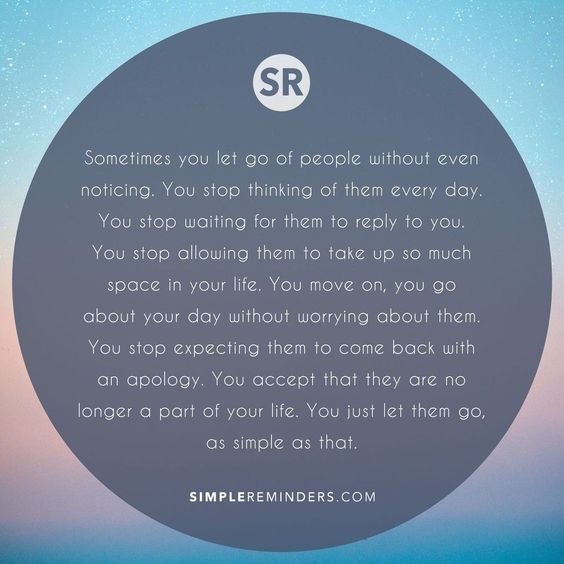 SR
Sometimes you let go of people without even
noticing. You stop thinking of them every day.
You stop waiting for them to reply to you.
You stop allowing them to take up so much
space in your life. You move on, you go
about your day without worrying about them.
You stop expecting them to come back with
an apology. You accept that they are no
longer a part of your life. You just let them go,
as simple as that.
SIMPLEREMINDERS.COM